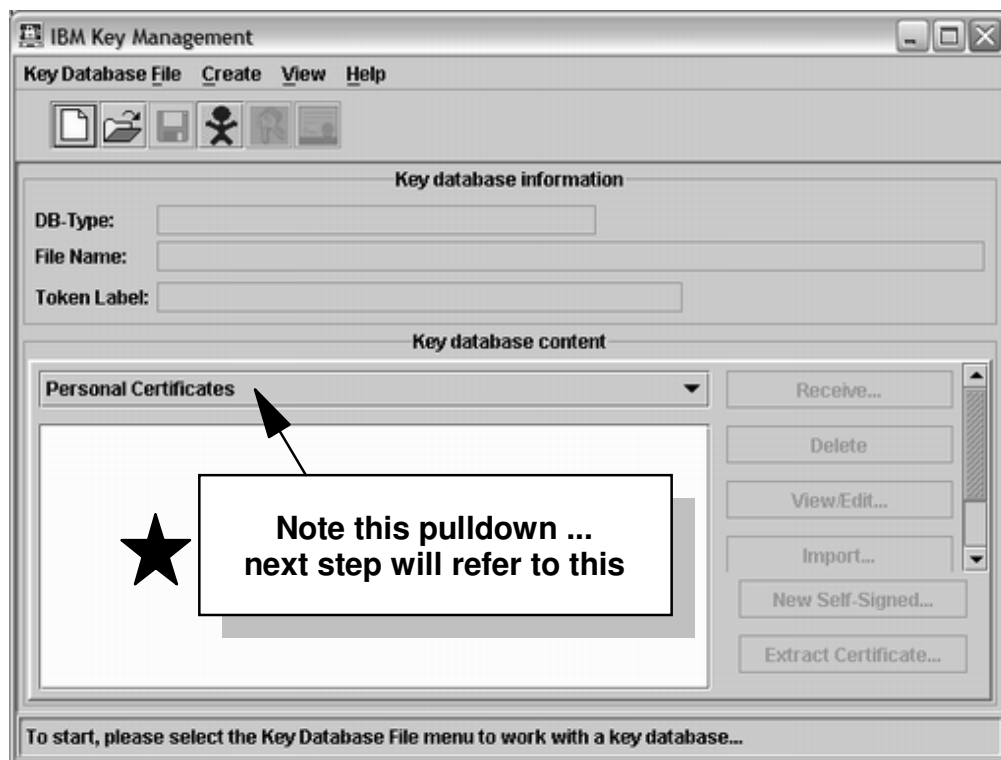 IBM Key Management
Key Database File Create View Help
Key database information
DB-Type:
File Name:
Token Label:
Key database content
Personal Certificates
Receive...
Delete
View/Edit...
Import...
New Self-Signed...
Extract Certificate...
Note this pulldown ...
next step will refer to this
To start, please select the Key Database File menu to work with a key database...